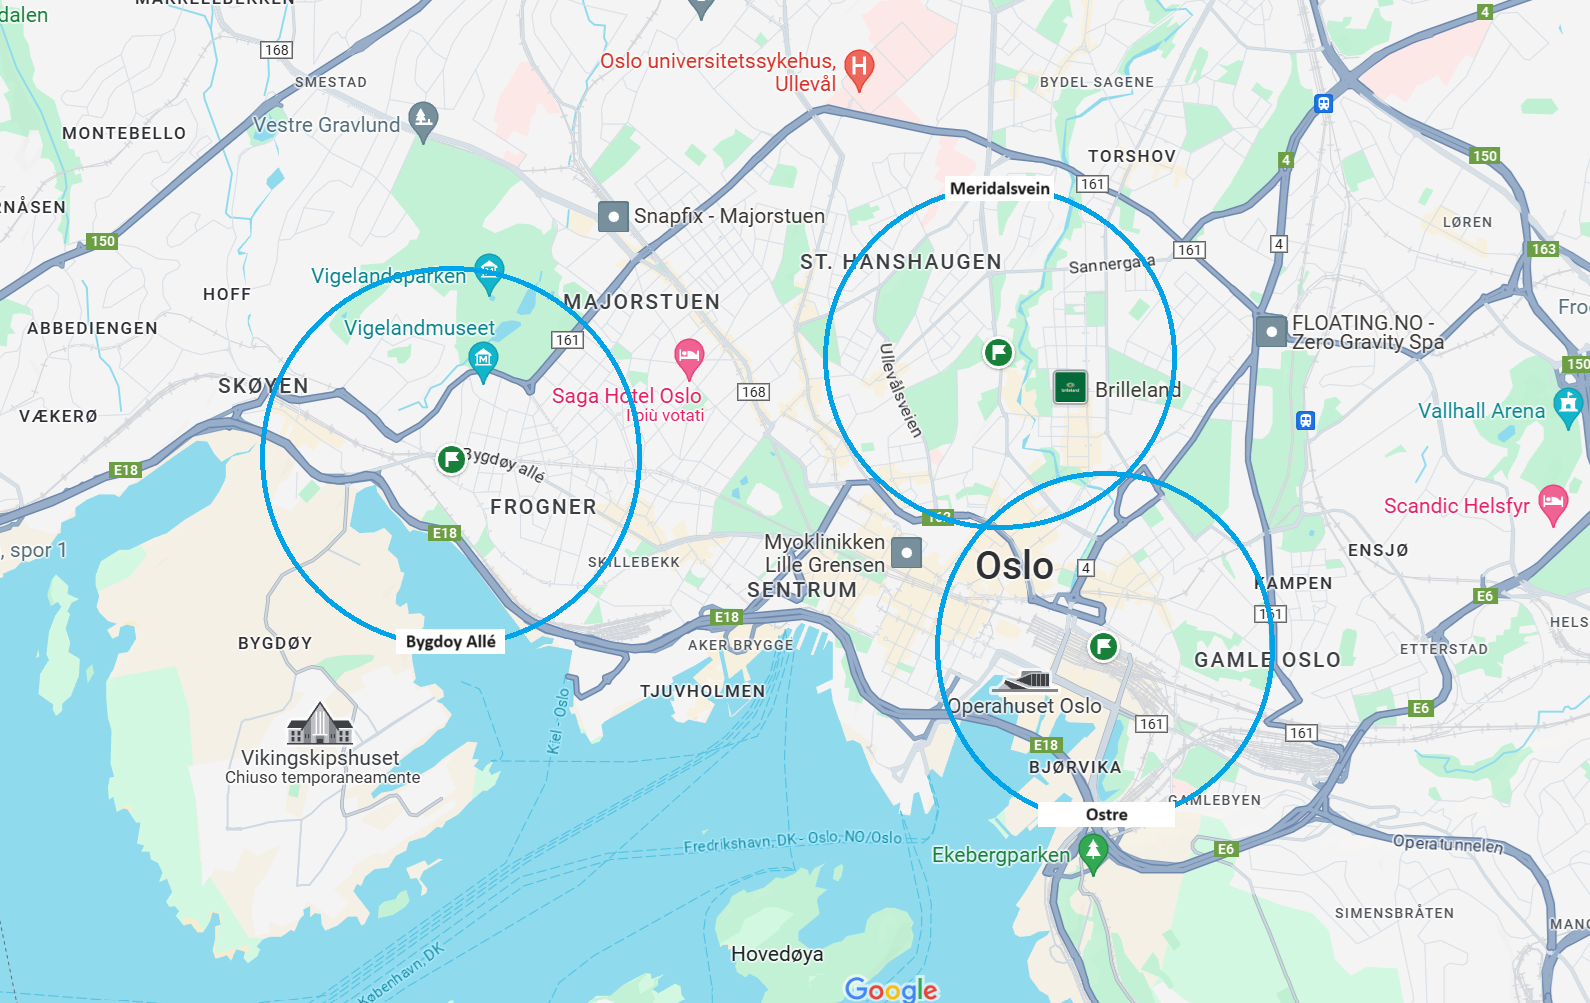 dalen
MAKRELLBEKKEN
4
168
Oslo universitetssykehus,
Ullevål
H
SMESTAD
BYDEL SAGENE
Vestre Gravlund
MONTEBELLO
TORSHOV
4
150
161
Meridalsvein
RNÅSEN
Snapfix - Majorstuen
LØREN
150
ST. HANSHAUGEN
Sannergata
161
4
163
Vigelandsparken
HOFF
MAJORSTUEN
Fro
ABBEDIENGEN
Vigelandmuseet
161
FLOATING.NO -
Zero Gravity Spa
Ullevålsveien
150
SKØYEN
Saga Hotel Oslo
I più votati
168
brilleland
Brilleland
VÆKERØ
Vallhall Arena
Bygdøy allé
E18
FROGNER
Scandic Helsfyr
E18
162
, spor 1
Myoklinikken
Lille Grensen
Oslo
ENSJØ
SKILLEBEKK
SENTRUM
4
KAMPEN
E6
E18
161
HELS
Bygdoy Allé
BYGDØY
AKER BRYGGE
GAMLE OSLO
ETTERSTAD
TJUVHOLMEN
Operahuset Oslo
E6
Kiel - Oslo
161
161
Vikingskipshuset
Chiuso temporaneamente
E18
BJØRVIKA
GAMLEBYEN
Ostre
Fredrikshavn, DK - Oslo, NO/Oslo
Ekebergparken
E6
Operatunnelen
SIMENSBRÅTEN
MANG
Hovedøya
København, DK
Google